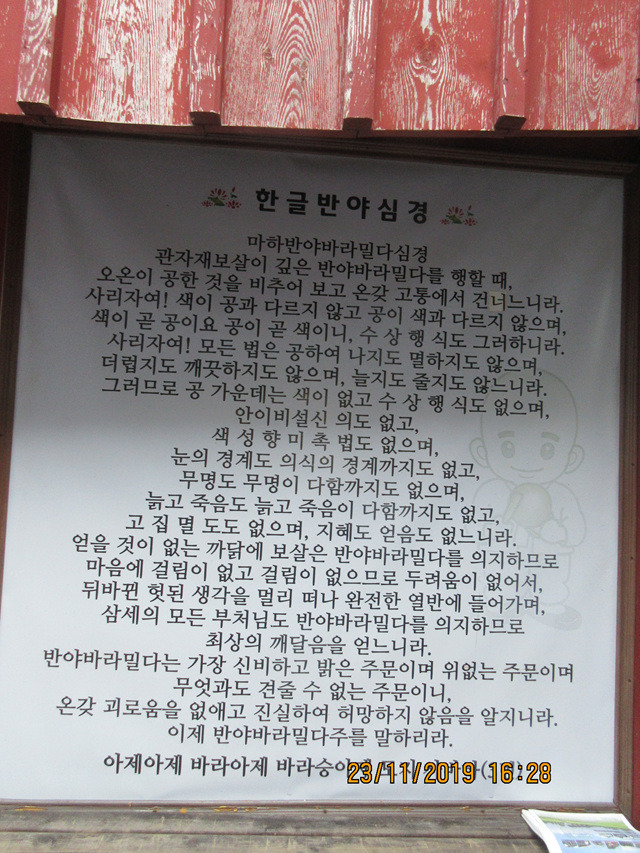 한글반야심경
마하반야바라밀다심경
관자재보살이 깊은 반야바라밀다를 행할 때,
오온이 공한 것을 비추어 보고 온갖 고통에서 건너느니라.
사리자여! 색이 공과 다르지 않고 공이 색과 다르지 않으며,
색이 곧 공이요 공이 곧 색이니, 수 상 행 식도 그러하니라.
사리자여! 모든 법은 공하여 나지도 멸하지도 않으며,
더럽지도 깨끗하지도 않으며, 늘지도 줄지도 않느니라.
그러므로 공 가운데는 색이 없고 수 상 행 식도 없으며,
안이비설신 의도 없고,
색 성 향 미 촉 법도 없으며,
눈의 경계도 의식의 경계까지도 없고,
무명도 무명이 다함까지도 없으며,
늙고 죽음도 늙고 죽음이 다함까지도 없고,
고 집 멸 도도 없으며, 지혜도 얻음도 없느니라.
얻을 것이 없는 까닭에 보살은 반야바라밀다를 의지하므로
마음에 걸림이 없고 걸림이 없으므로 두려움이 없어서,
뒤바뀐 헛된 생각을 멀리 떠나 완전한 열반에 들어가며,
삼세의 모든 부처님도 반야바라밀다를 의지하므로
최상의 깨달음을 얻느니라.
반야바라밀다는 가장 신비하고 밝은 주문이며 위없는 주문이며
무엇과도 견줄 수 없는 주문이니,
온갖 괴로움을 없애고 진실하여 허망하지 않음을 알지니라.
이제 반야바라밀다주를 말하리라.
아제아제 바라아제
23/11/2019 16:28